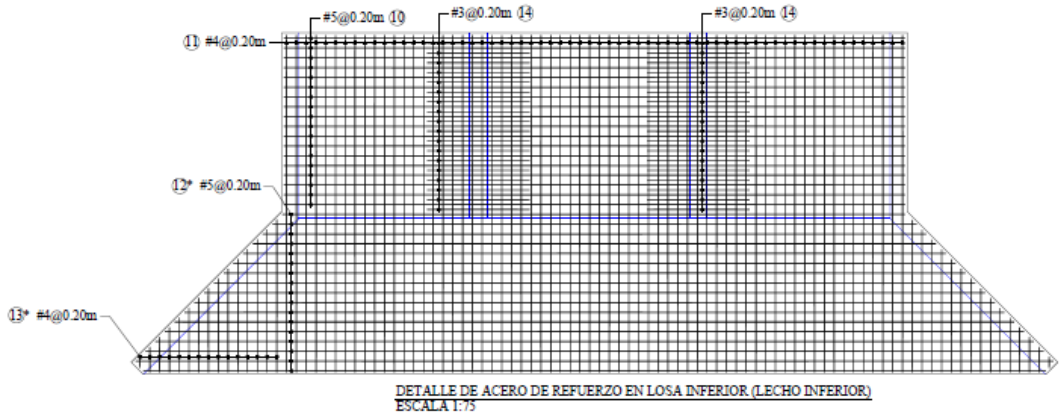 #5@0.20m ⑩
#3@0.20m ⑭
#3@0.20m ⑭
⑪ #4@0.20m
⑫* #5@0.20m
⑬* #4@0.20m
DETALLE DE ACERO DE REFUERZO EN LOSA INFERIOR (LECHO INFERIOR)
ESCALA 1:75